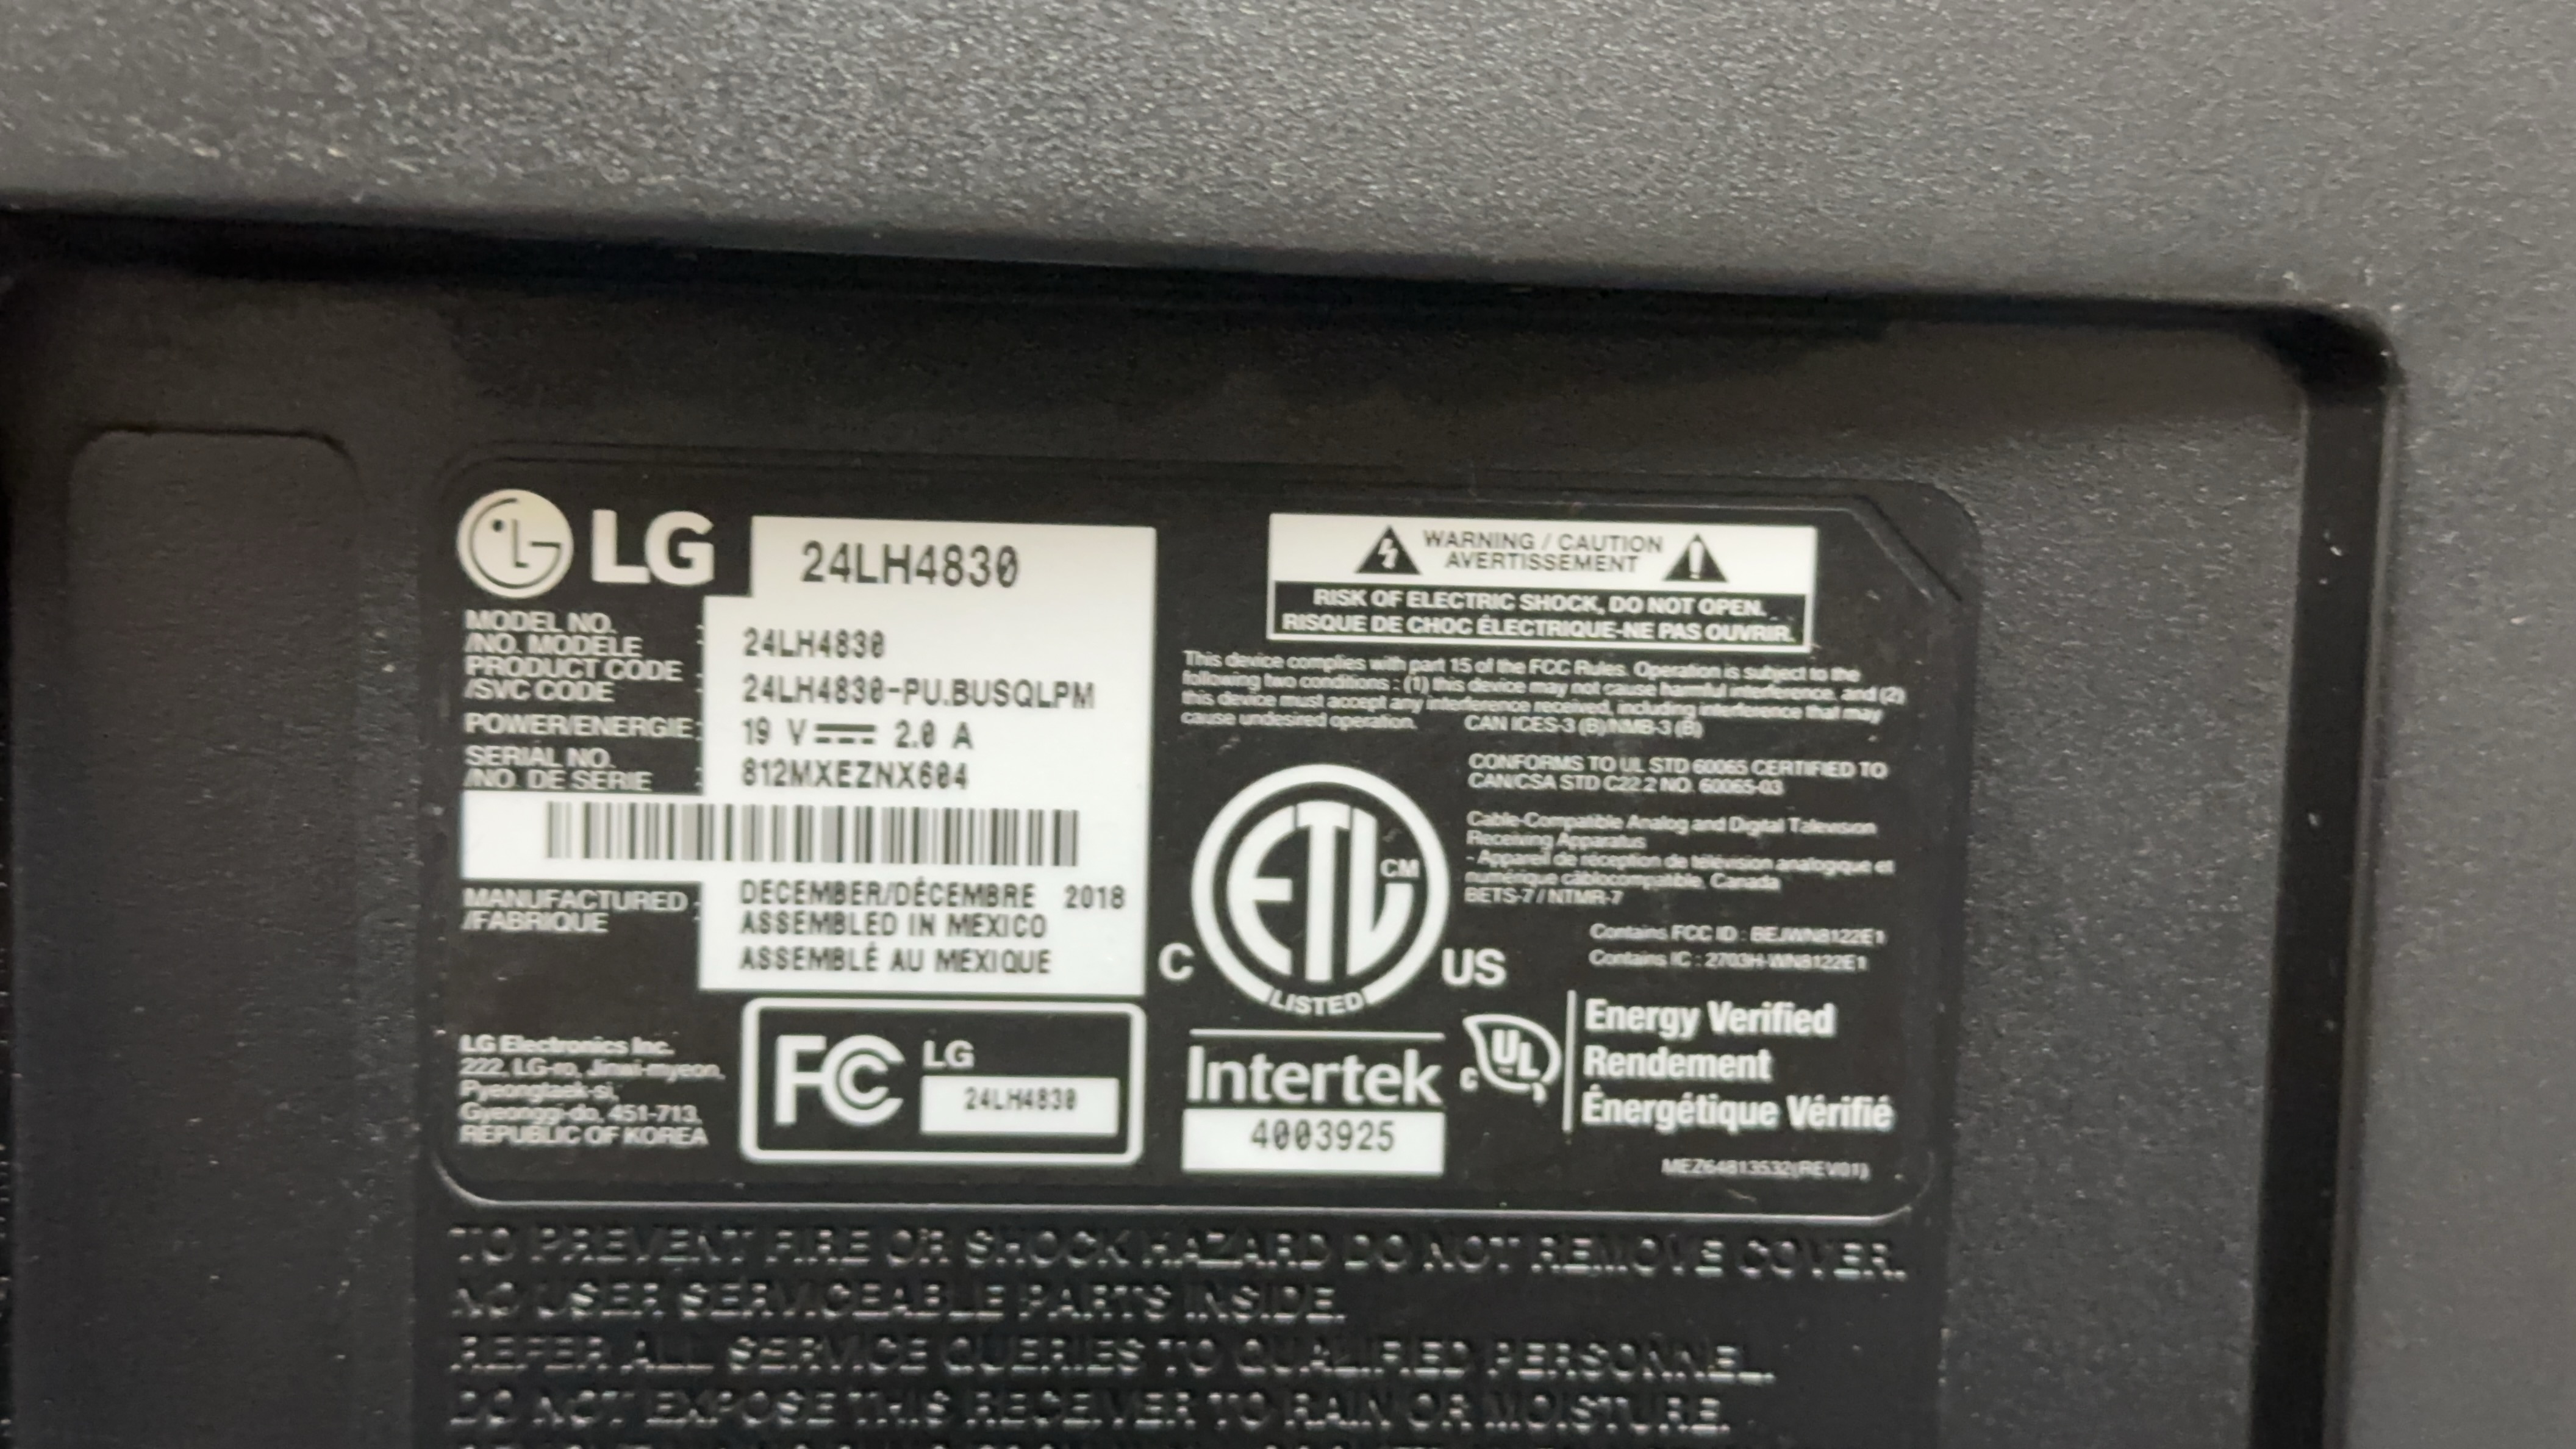 LG
24LH4830
MODEL NO.
/NO. MODÈLE
: 24LH4830
PRODUCT CODE
/SVC CODE
: 24LH4830-PU.BUSQLPM
POWER/ENERGIE : 19 V 2.0 A
SERIAL NO.
/NO. DE SERIE
: 812MXEZNX604
MANUFACTURED
/FABRIQUE
: DECEMBER/DÉCEMBRE 2018
ASSEMBLED IN MEXICO
ASSEMBLÉ AU MEXIQUE
LG Electronics Inc.
222, LG-ro, Jinwi-myeon,
Pyeongtaek-si,
Gyeonggi-do, 451-713,
REPUBLIC OF KOREA
FC
LG
24LH4830
WARNING / CAUTION
AVERTISSEMENT
RISK OF ELECTRIC SHOCK, DO NOT OPEN.
RISQUE DE CHOC ÉLECTRIQUE-NE PAS OUVRIR.
This device complies with part 15 of the FCC Rules. Operation is subject to the
following two conditions : (1) this device may not cause harmful interference, and (2)
this device must accept any interference received, including interference that may
cause undesired operation. CAN ICES-3 (B)/NMB-3 (B)
CONFORMS TO UL STD 60065 CERTIFIED TO
CAN/CSA STD C22.2 NO. 60065-03
Cable-Compatible Analog and Digital Television
Receiving Apparatus
- Appareil de réception de télévision analogique et
numérique câblocompatible, Canada
BETS-7 / NTMR-7
Contains FCC ID : BEJWN8122E1
Contains IC : 2703H-WN8122E1
ETL CM
C US
LISTED
Intertek
4003925
c UL
Energy Verified
Rendement
Énergétique Vérifié
MEZ64813532(REV01)
TO PREVENT FIRE OR SHOCK HAZARD DO NOT REMOVE COVER.
NO USER SERVICEABLE PARTS INSIDE.
REFER ALL SERVICE QUERIES TO QUALIFIED PERSONNEL.
DO NOT EXPOSE THIS RECEIVER TO RAIN OR MOISTURE.